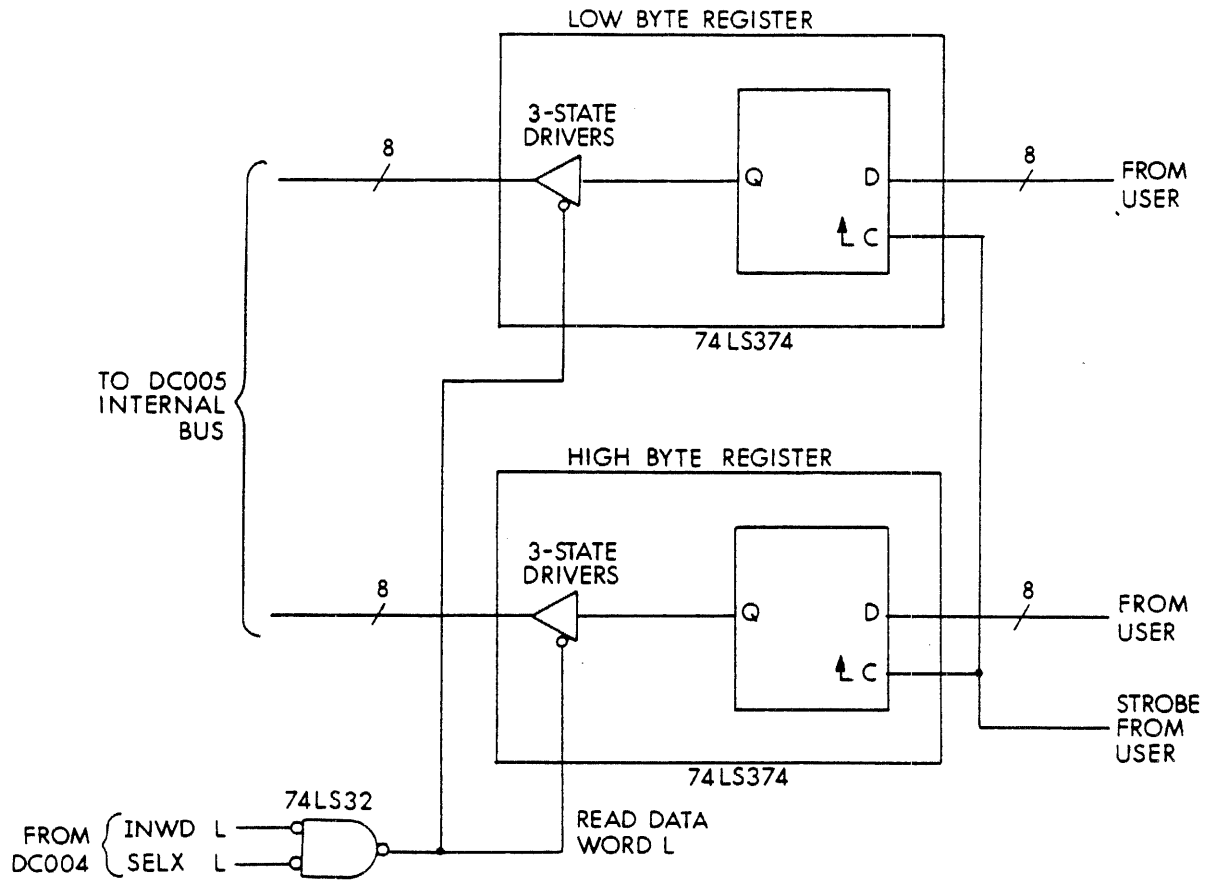 LOW BYTE REGISTER
3-STATE
DRIVERS
8
Q
D
C
8
FROM
USER
74LS374
TO DC005
INTERNAL
BUS
HIGH BYTE REGISTER
3-STATE
DRIVERS
8
Q
D
C
8
FROM
USER
STROBE
FROM
USER
74LS374
74LS32
FROM
DC004
INWD L
SELX L
READ DATA
WORD L